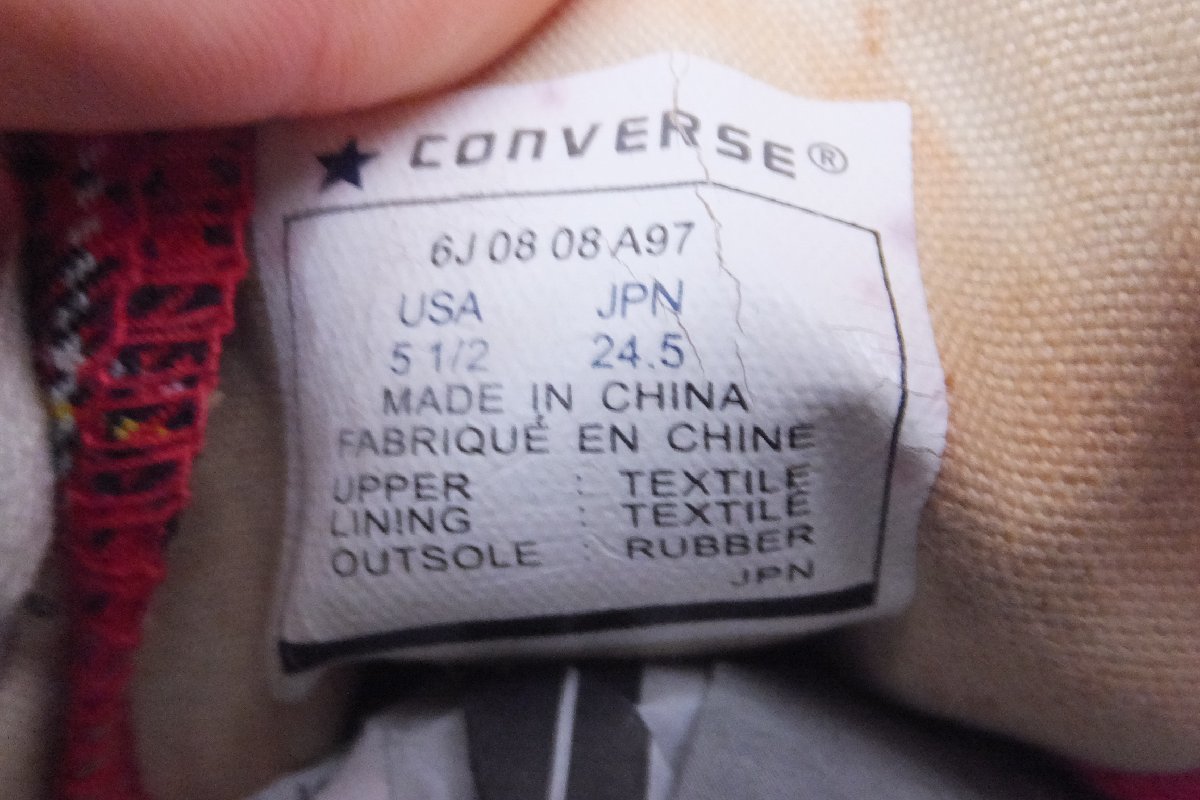 CONVERSE®
6J 08 08 A97
USA JPN
5 1/2 24.5
MADE IN CHINA
FABRIQUÉ EN CHINE
UPPER : TEXTILE
LINING : TEXTILE
OUTSOLE : RUBBER
JPN